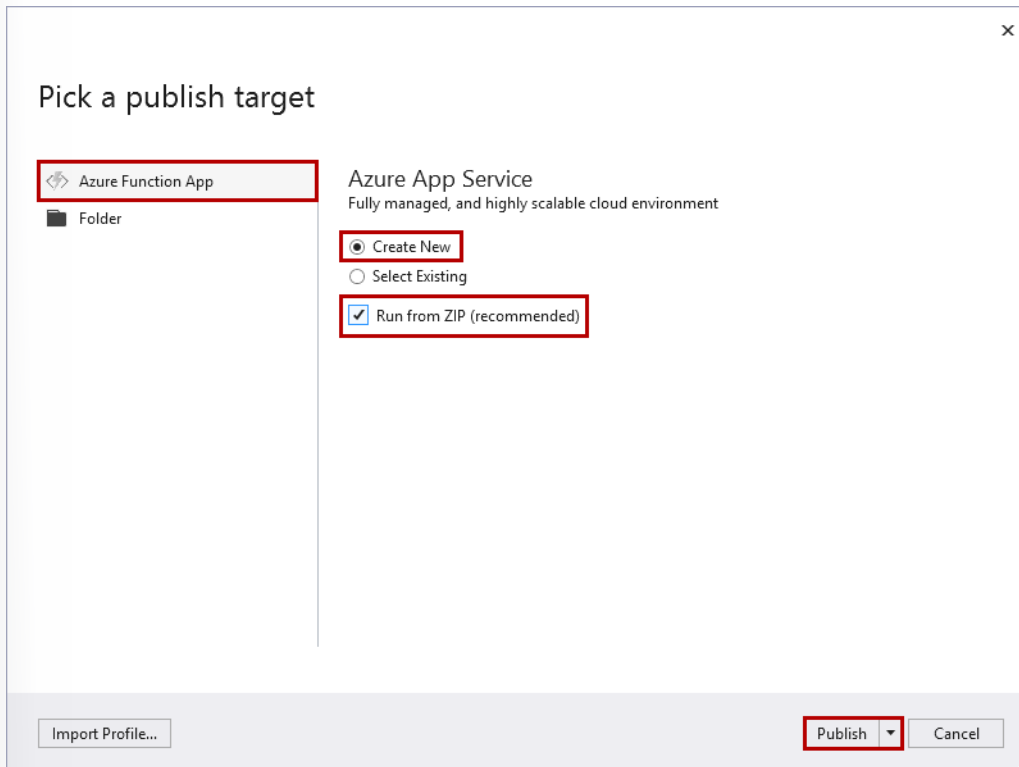 Pick a publish target
Azure Function App
Folder
Azure App Service
Fully managed, and highly scalable cloud environment
Create New
Select Existing
Run from ZIP (recommended)
Import Profile...
Publish
Cancel